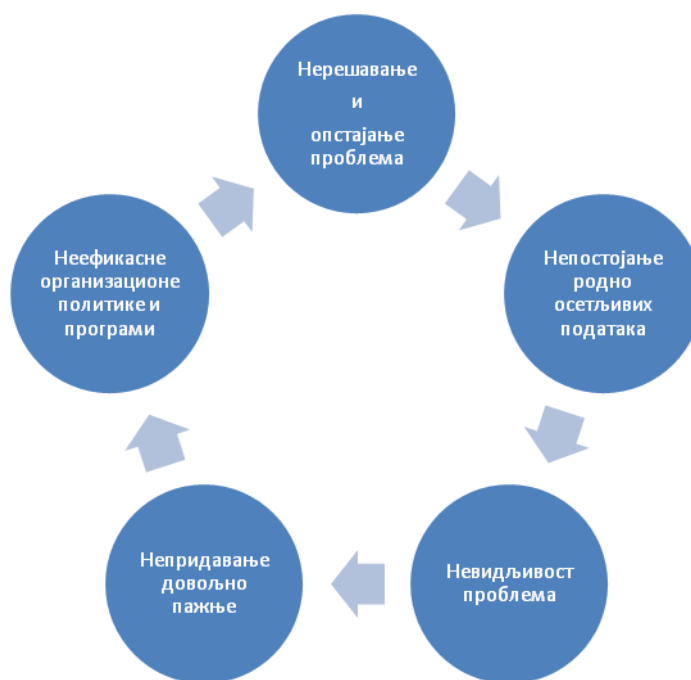 Нерешавање
и
опстајање
проблема
Непостојање
родно
осетљивих
података
Невидљивост
проблема
Непридавање
довољно
пажње
Неефикасне
организационе
политике и
програми